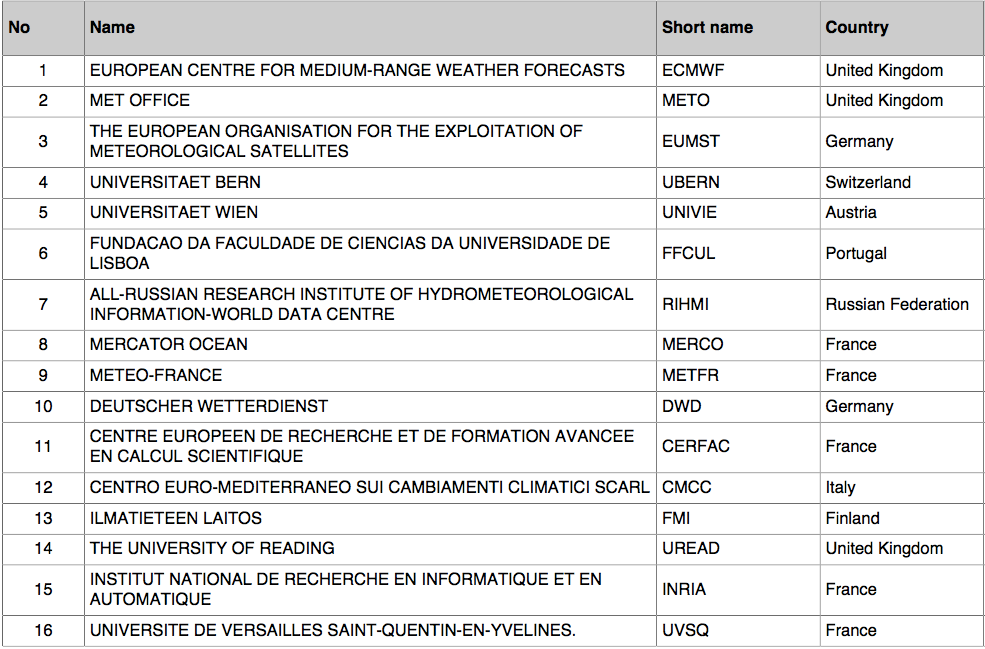 No Name Short name Country
1 EUROPEAN CENTRE FOR MEDIUM-RANGE WEATHER FORECASTS ECMWF United Kingdom
2 MET OFFICE METO United Kingdom
3 THE EUROPEAN ORGANISATION FOR THE EXPLOITATION OF
METEOROLOGICAL SATELLITES EUMST Germany
4 UNIVERSITAET BERN UBERN Switzerland
5 UNIVERSITAET WIEN UNIVIE Austria
6 FUNDACAO DA FACULDADE DE CIENCIAS DA UNIVERSIDADE DE
LISBOA FFCUL Portugal
7 ALL-RUSSIAN RESEARCH INSTITUTE OF HYDROMETEOROLOGICAL
INFORMATION-WORLD DATA CENTRE RIHMI Russian Federation
8 MERCATOR OCEAN MERCO France
9 METEO-FRANCE METFR France
10 DEUTSCHER WETTERDIENST DWD Germany
11 CENTRE EUROPEEN DE RECHERCHE ET DE FORMATION AVANCEE
EN CALCUL SCIENTIFIQUE CERFAC France
12 CENTRO EURO-MEDITERRANEO SUI CAMBIAMENTI CLIMATICI SCARL CMCC Italy
13 ILMATIETEEN LAITOS FMI Finland
14 THE UNIVERSITY OF READING UREAD United Kingdom
15 INSTITUT NATIONAL DE RECHERCHE EN INFORMATIQUE ET EN
AUTOMATIQUE INRIA France
16 UNIVERSITE DE VERSAILLES SAINT-QUENTIN-EN-YVELINES. UVSQ France